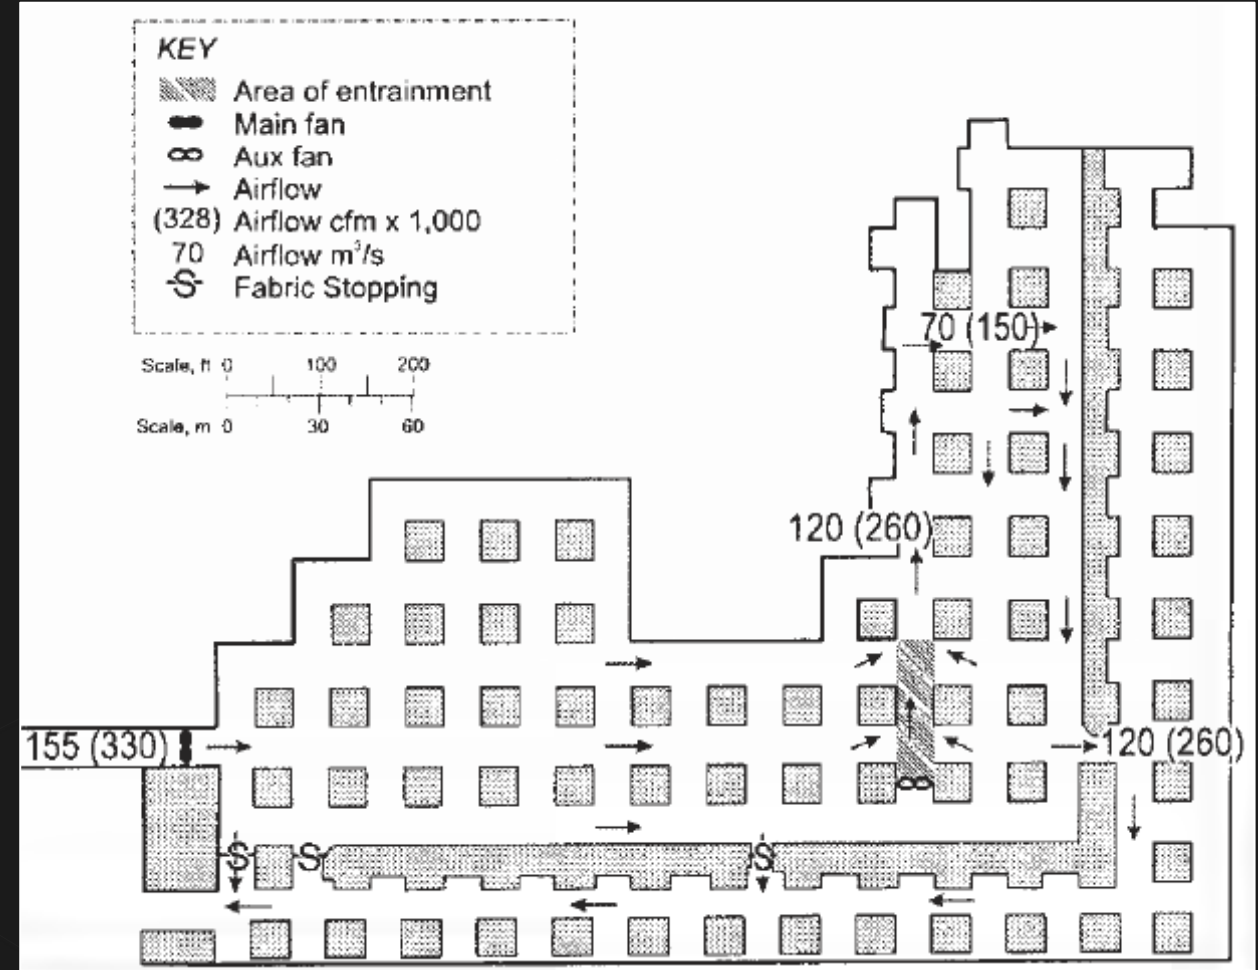 KEY
Area of entrainment
Main fan
Aux fan
Airflow
(328) Airflow cfm x 1,000
70 Airflow m³/s
S Fabric Stopping
Scale, ft 0 100 200
Scale, m 0 30 60
70 (150)
120 (260)
155 (330)
120 (260)
S S S